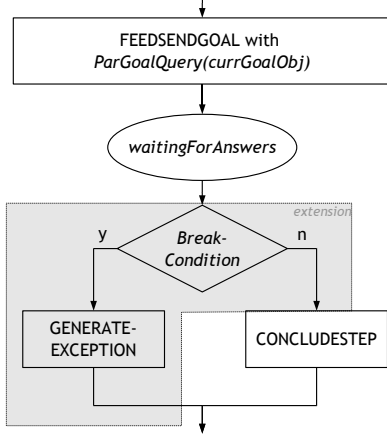 FEEDSENDGOAL with
ParGoalQuery(currGoalObj)
waitingForAnswers
extension
y
Break-
Condition
n
GENERATE-
EXCEPTION
CONCLUDESTEP